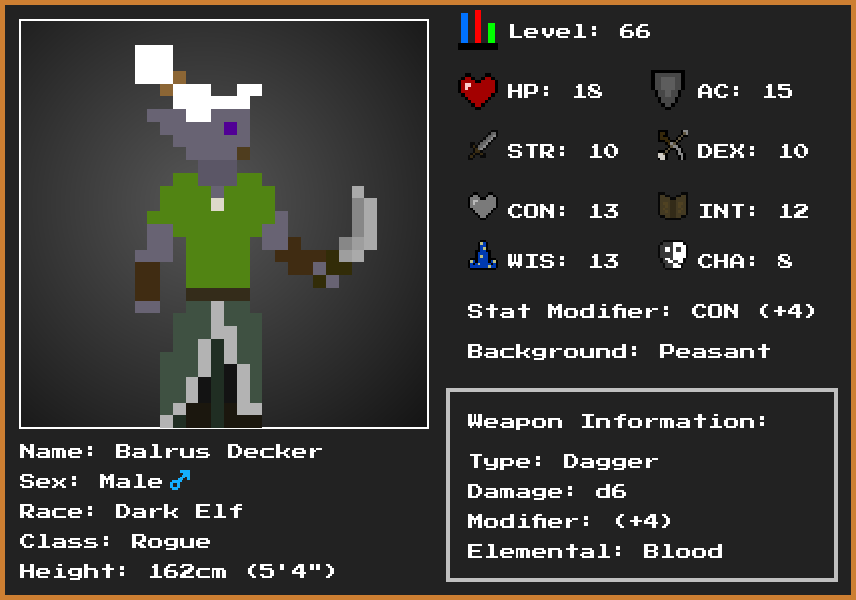 Level: 66
HP: 18
AC: 15
STR: 10
DEX: 10
CON: 13
INT: 12
WIS: 13
CHA: 8
Stat Modifier: CON (+4)
Background: Peasant
Weapon Information:
Type: Dagger
Damage: d6
Modifier: (+4)
Elemental: Blood
Name: Balrus Decker
Sex: Male ♂
Race: Dark Elf
Class: Rogue
Height: 162cm (5'4")